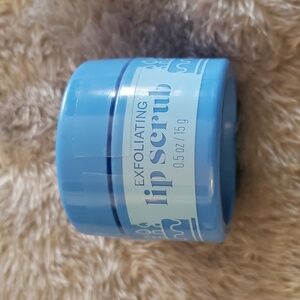 EXFOLIATING
lip scrub
0.5 oz / 15 g